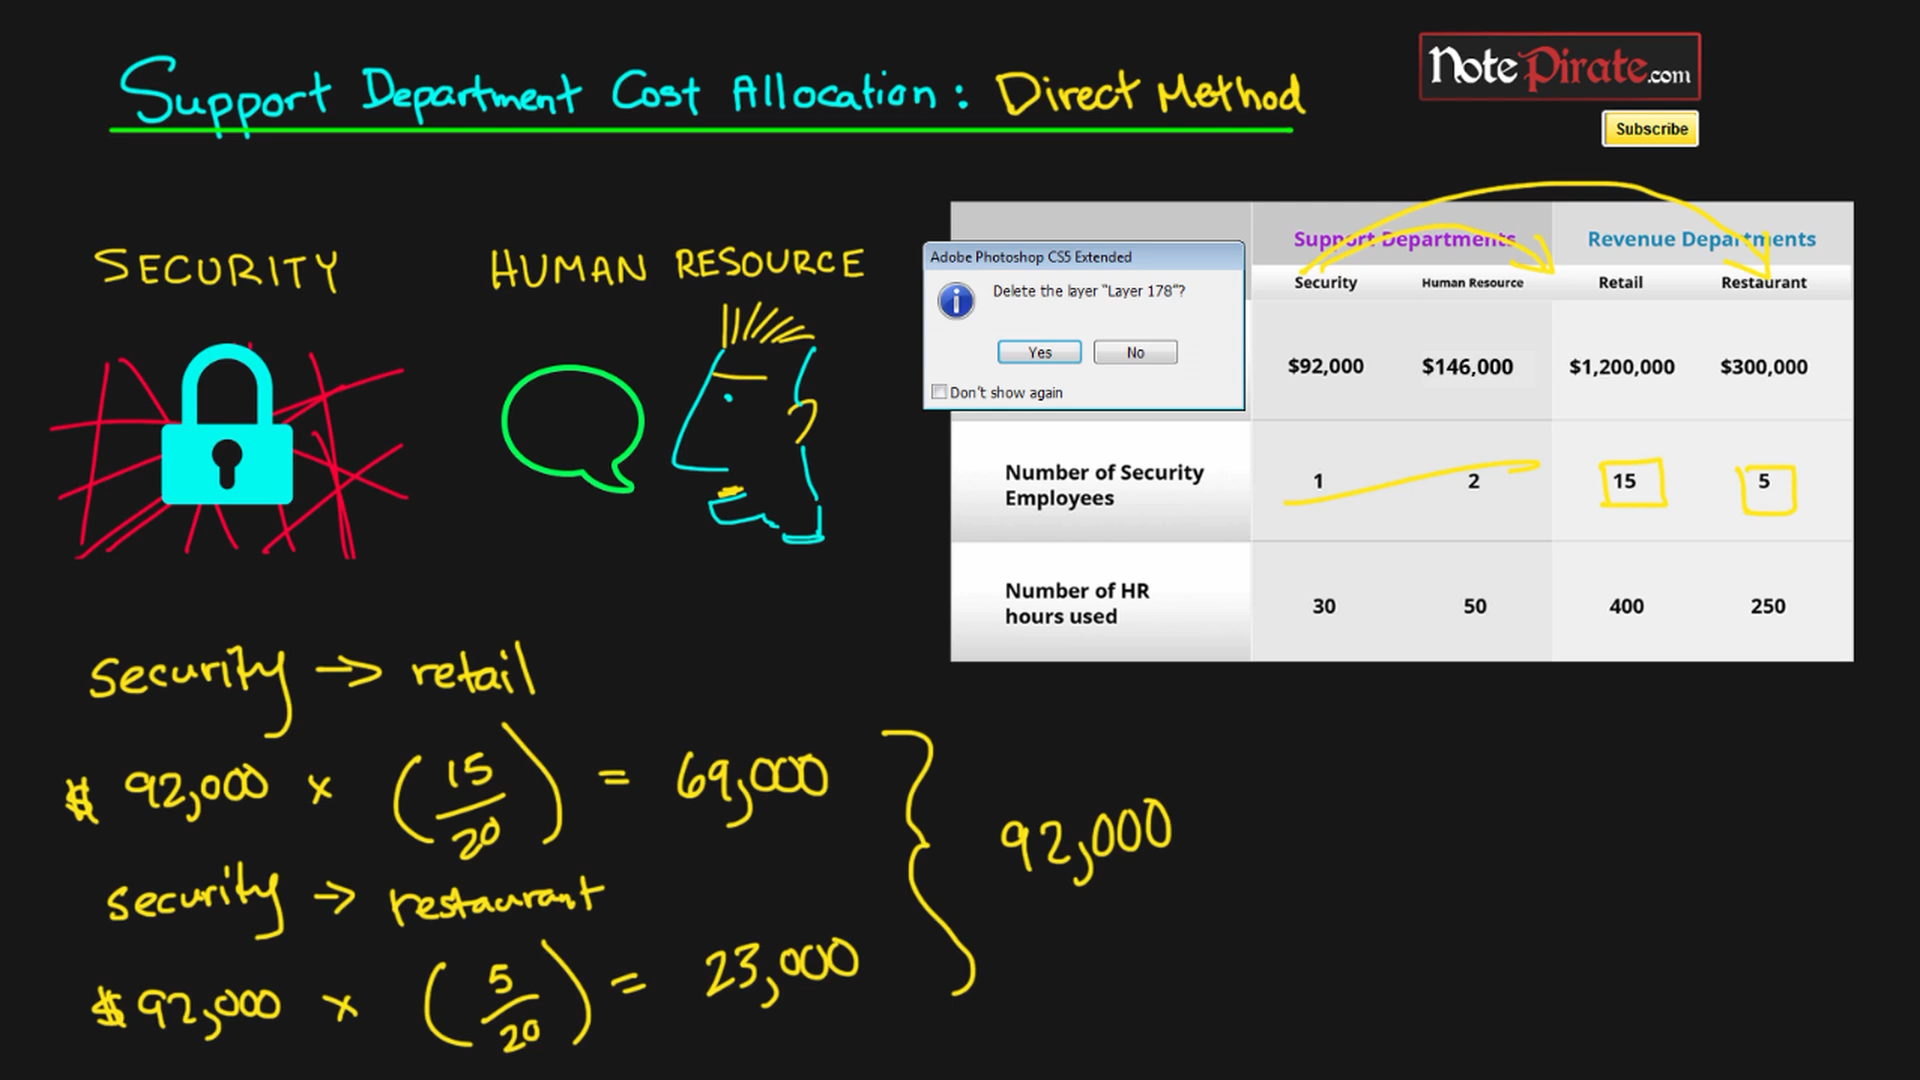 Support Department Cost Allocation: Direct Method
NotePirate.com
Subscribe
SECURITY
HUMAN RESOURCE
Adobe Photoshop CS5 Extended
Delete the layer "Layer 178"?
Yes No
Don't show again
Support Departments Revenue Departments
Security Human Resource Retail Restaurant
$92,000 $146,000 $1,200,000 $300,000
Number of Security
Employees
1 2 15 5
Number of HR
hours used
30 50 400 250
security → retail
$ 92,000 x (15/20) = 69,000
security → restaurant
$92,000 x (5/20) = 23,000
92,000